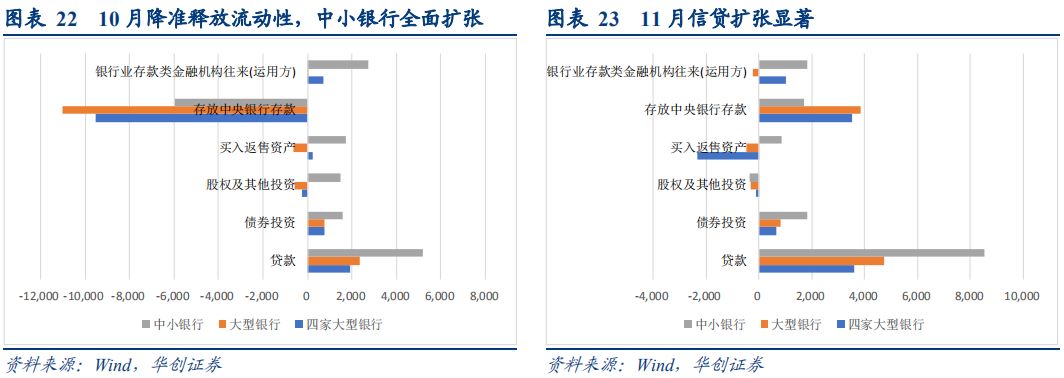 图表 22 10 月降准释放流动性，中小银行全面扩张
银行业存款类金融机构往来(运用方)
存放中央银行存款
买入返售资产
股权及其他投资
债券投资
贷款
-12,000 -10,000 -8,000 -6,000 -4,000 -2,000 0 2,000 4,000 6,000 8,000
中小银行 大型银行 四家大型银行
资料来源：Wind，华创证券
图表 23 11 月信贷扩张显著
银行业存款类金融机构往来(运用方)
存放中央银行存款
买入返售资产
股权及其他投资
债券投资
贷款
-4,000 -2,000 0 2,000 4,000 6,000 8,000 10,000
中小银行 大型银行 四家大型银行
资料来源：Wind，华创证券